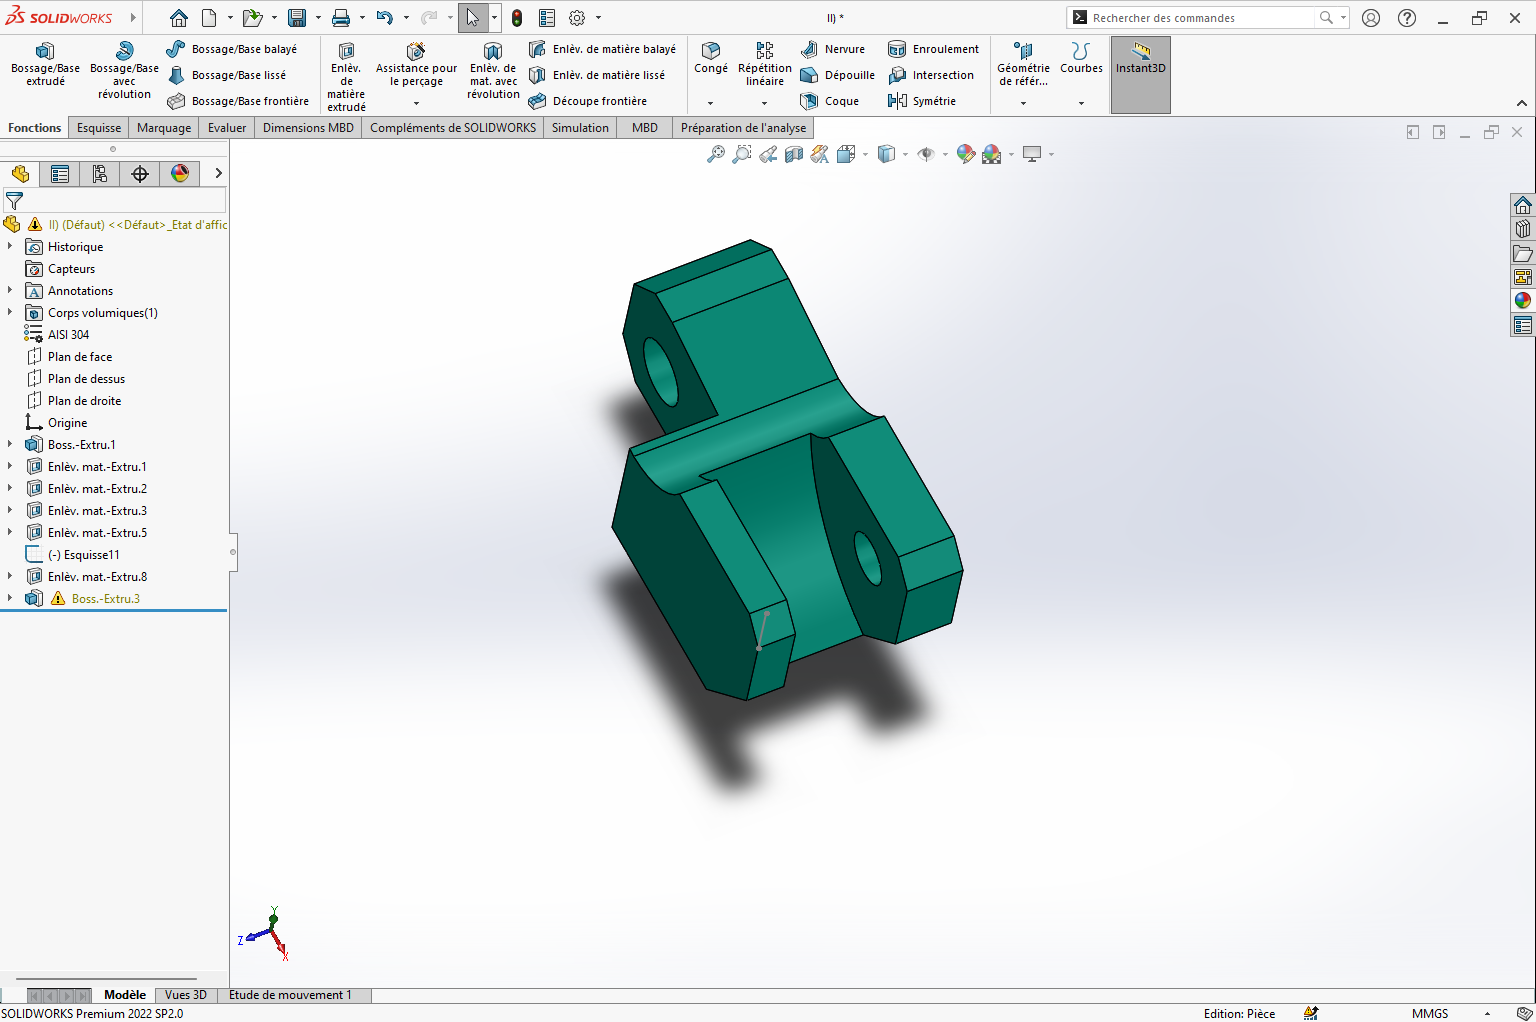 SOLIDWORKS
II) *
Rechercher des commandes
Bossage/Base extrudé
Bossage/Base avec révolution
Bossage/Base balayé
Bossage/Base lissé
Bossage/Base frontière
Enlèv. de matière extrudé
Assistance pour le perçage
Enlèv. de mat. avec révolution
Enlèv. de matière balayé
Enlèv. de matière lissé
Découpe frontière
Congé
Répétition linéaire
Nervure
Dépouille
Coque
Enroulement
Intersection
Symétrie
Géométrie de référ...
Courbes
Instant3D
Fonctions
Esquisse
Marquage
Evaluer
Dimensions MBD
Compléments de SOLIDWORKS
Simulation
MBD
Préparation de l'analyse
II) (Défaut) <<Défaut>_Etat d'affic
Historique
Capteurs
Annotations
Corps volumiques(1)
AISI 304
Plan de face
Plan de dessus
Plan de droite
Origine
Boss.-Extru.1
Enlèv. mat.-Extru.1
Enlèv. mat.-Extru.2
Enlèv. mat.-Extru.3
Enlèv. mat.-Extru.5
(-) Esquisse11
Enlèv. mat.-Extru.8
Boss.-Extru.3
Y
Z
X
Modèle
Vues 3D
Etude de mouvement 1
SOLIDWORKS Premium 2022 SP2.0
Edition: Pièce
MMGS